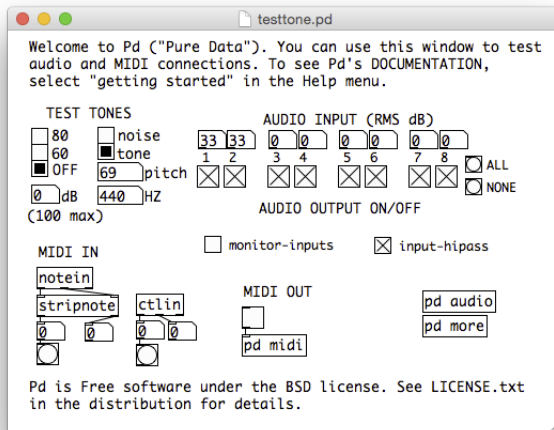 testtone.pd
Welcome to Pd ("Pure Data"). You can use this window to test
audio and MIDI connections. To see Pd's DOCUMENTATION,
select "getting started" in the Help menu.
TEST TONES
AUDIO INPUT (RMS dB)
80
noise
33 33 0 0 0 0 0 0
60
tone
1 2 3 4 5 6 7 8
OFF
69 pitch
ALL
0 dB
440 HZ
NONE
(100 max)
AUDIO OUTPUT ON/OFF
monitor-inputs
input-hipass
MIDI IN
notein
MIDI OUT
stripnote
ctlin
pd audio
0 0 0 0
pd more
pd midi
Pd is Free software under the BSD license. See LICENSE.txt
in the distribution for details.